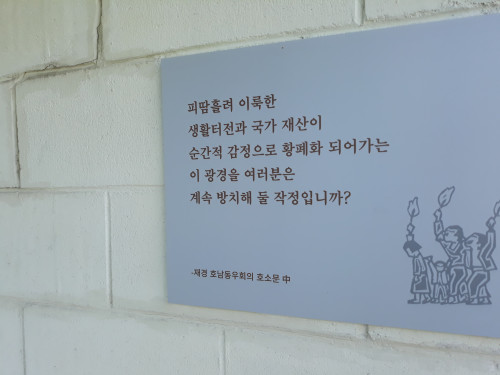 피땀흘려 이룩한
생활터전과 국가 재산이
순간적 감정으로 황폐화 되어가는
이 광경을 여러분은
계속 방치해 둘 작정입니까?
-재경 호남동우회의 호소문 中